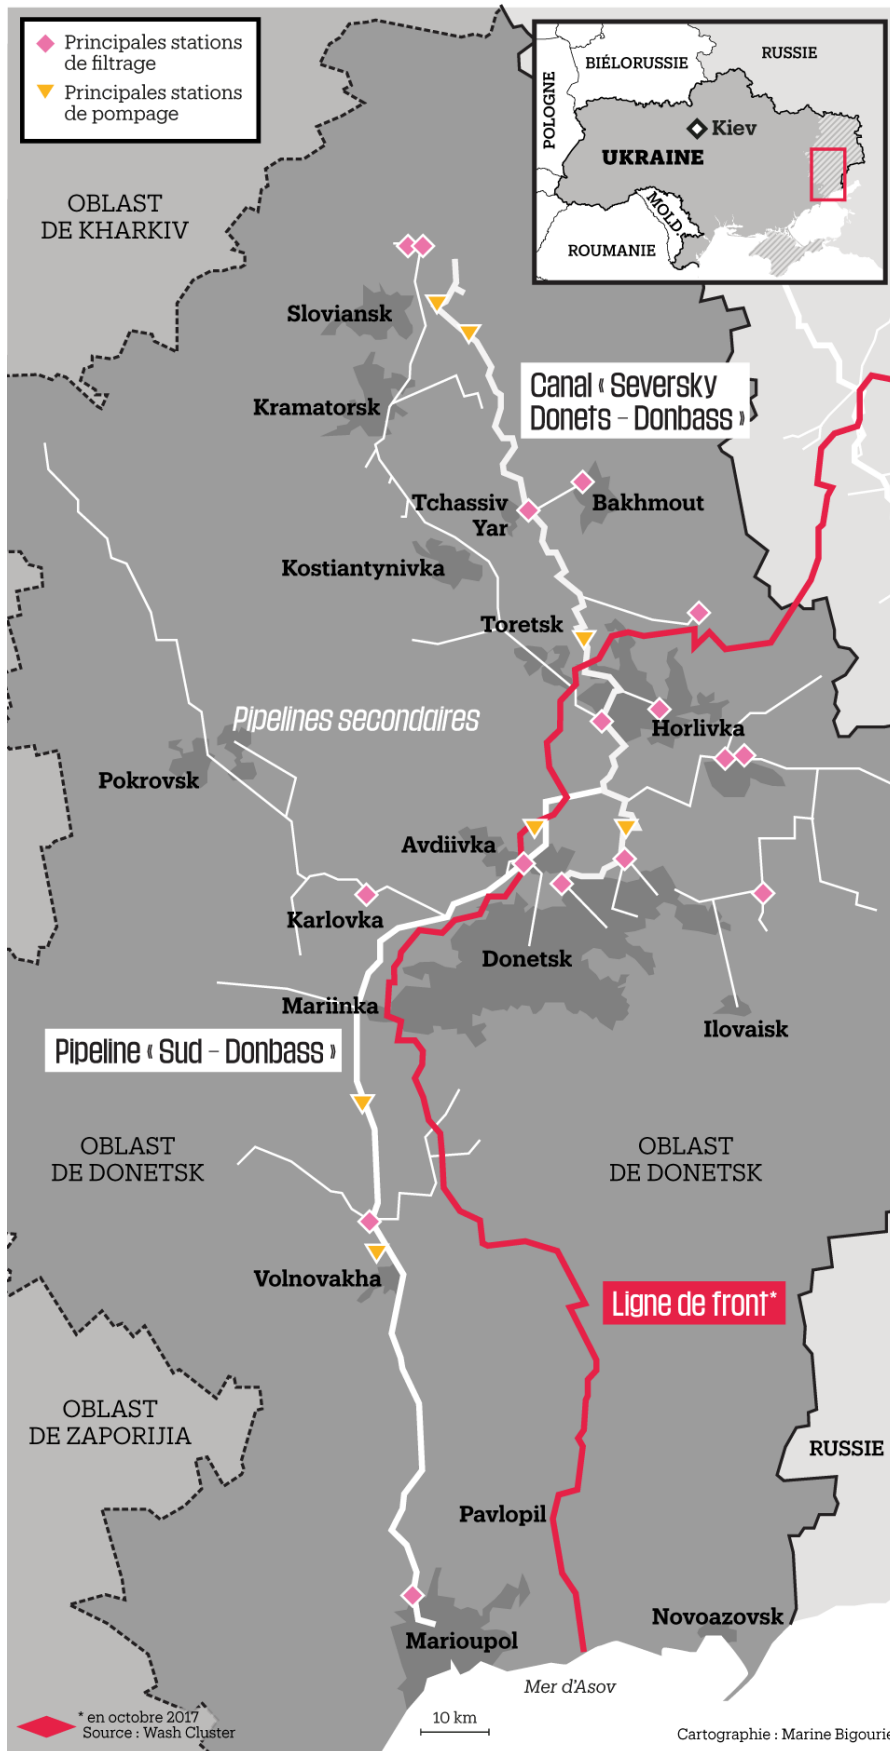 Principales stations
de filtrage
Principales stations
de pompage
BIÉLORUSSIE
RUSSIE
POLOGNE
Kiev
UKRAINE
MOLD.
ROUMANIE
OBLAST
DE KHARKIV
Sloviansk
Canal « Seversky
Donets – Donbass »
Kramatorsk
Tchassiv
Yar
Bakhmout
Kostiantynivka
Toretsk
Pipelines secondaires
Horlivka
Pokrovsk
Avdiivka
Karlovka
Donetsk
Mariinka
Ilovaisk
Pipeline « Sud – Donbass »
OBLAST
DE DONETSK
OBLAST
DE DONETSK
Volnovakha
Ligne de front*
OBLAST
DE ZAPORIJIA
RUSSIE
Pavlopil
Novoazovsk
Marioupol
Mer d'Asov
* en octobre 2017
Source : Wash Cluster
10 km
Cartographie : Marine Bigourie